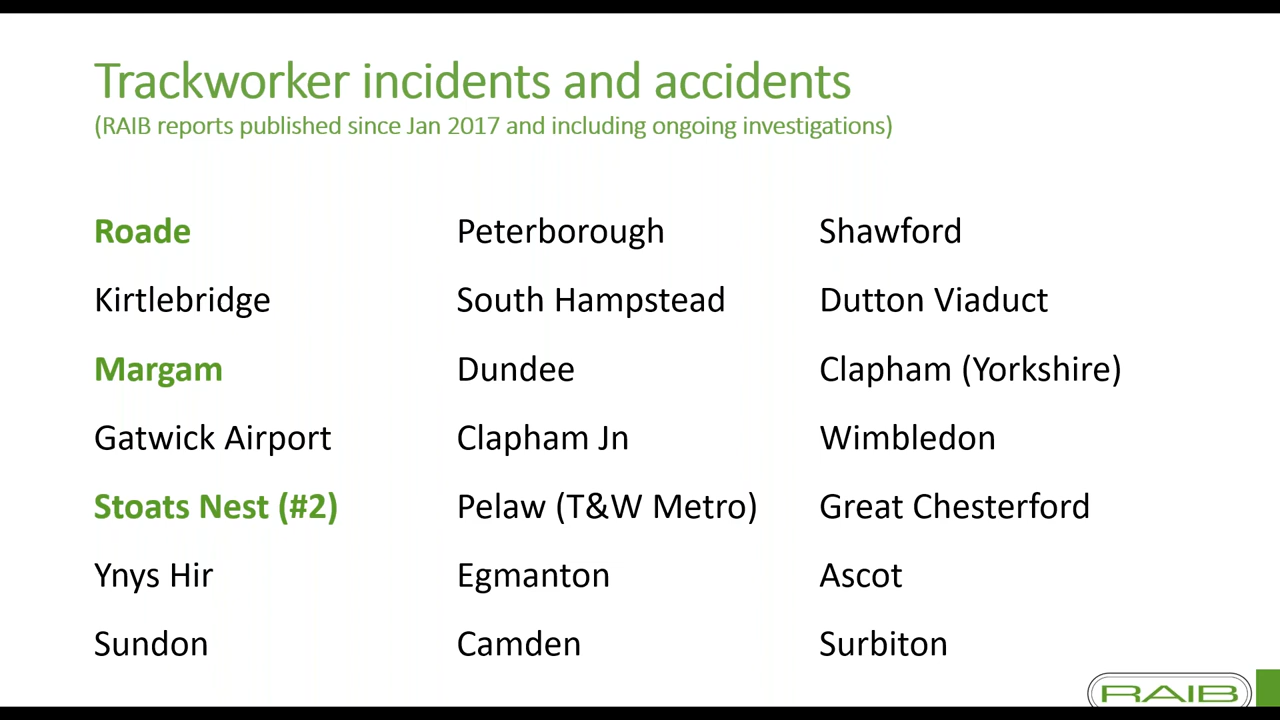 Trackworker incidents and accidents
(RAIB reports published since Jan 2017 and including ongoing investigations)
Roade
Kirtlebridge
Margam
Gatwick Airport
Stoats Nest (#2)
Ynys Hir
Sundon
Peterborough
South Hampstead
Dundee
Clapham Jn
Pelaw (T&W Metro)
Egmanton
Camden
Shawford
Dutton Viaduct
Clapham (Yorkshire)
Wimbledon
Great Chesterford
Ascot
Surbiton
RAIB